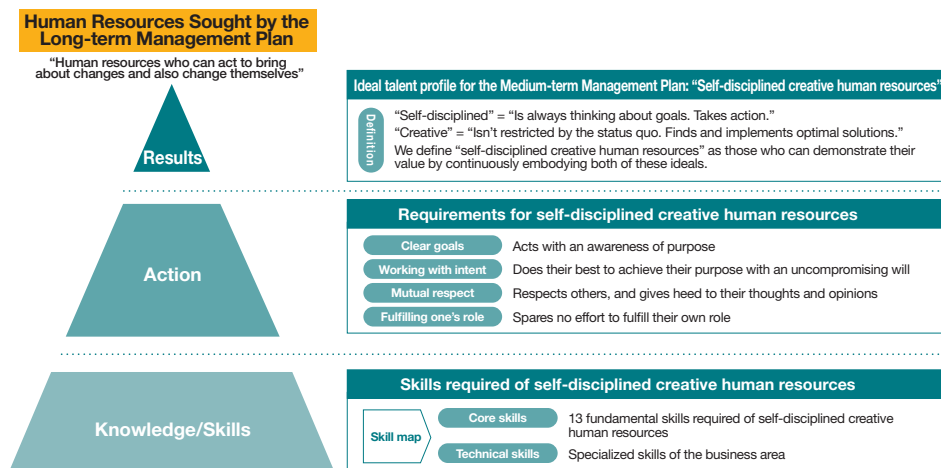 Human Resources Sought by the
Long-term Management Plan
“Human resources who can act to bring
about changes and also change themselves”
Results
Ideal talent profile for the Medium-term Management Plan: “Self-disciplined creative human resources”
Definition
“Self-disciplined” = “Is always thinking about goals. Takes action.”
“Creative” = “Isn’t restricted by the status quo. Finds and implements optimal solutions.”
We define “self-disciplined creative human resources” as those who can demonstrate their
value by continuously embodying both of these ideals.
Action
Requirements for self-disciplined creative human resources
Clear goals Acts with an awareness of purpose
Working with intent Does their best to achieve their purpose with an uncompromising will
Mutual respect Respects others, and gives heed to their thoughts and opinions
Fulfilling one’s role Spares no effort to fulfill their own role
Knowledge/Skills
Skills required of self-disciplined creative human resources
Skill map
Core skills 13 fundamental skills required of self-disciplined creative
human resources
Technical skills Specialized skills of the business area